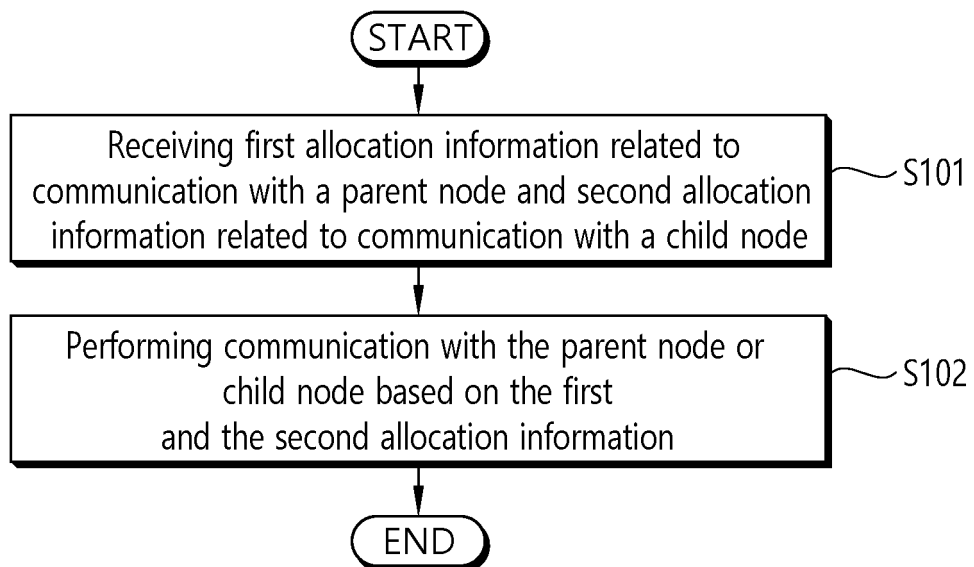 START
Receiving first allocation information related to
communication with a parent node and second allocation
information related to communication with a child node
S101
Performing communication with the parent node or
child node based on the first
and the second allocation information
S102
END